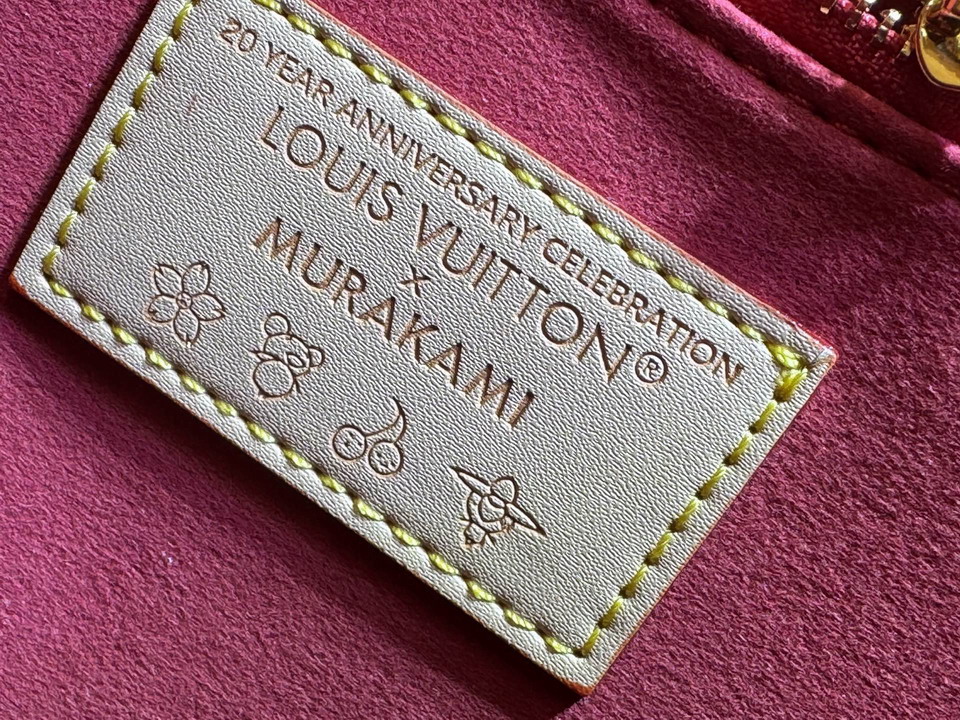 20 YEAR ANNIVERSARY CELEBRATION
LOUIS VUITTON®
x
MURAKAMI